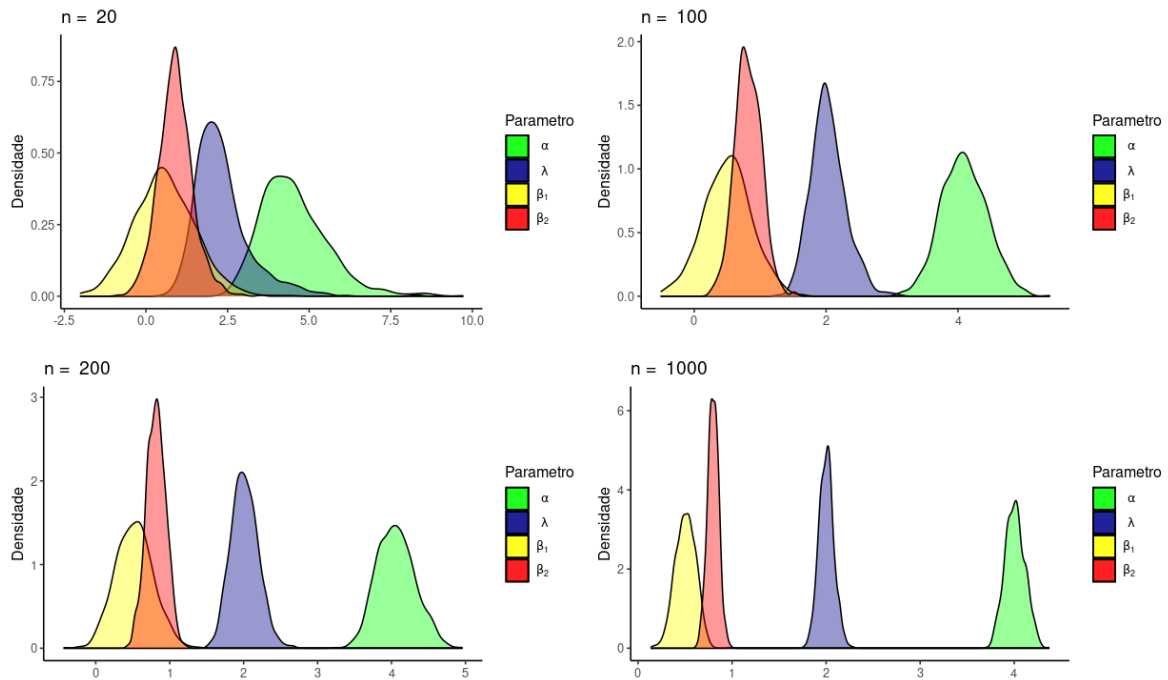 n = 20
0.75
0.50
0.25
0.00
-2.5 0.0 2.5 5.0 7.5 10.0
Densidade
Parametro
α
λ
β₁
β₂
n = 100
2.0
1.5
1.0
0.5
0.0
0 2 4
Densidade
Parametro
α
λ
β₁
β₂
n = 200
3
2
1
0
0 1 2 3 4 5
Densidade
Parametro
α
λ
β₁
β₂
n = 1000
6
4
2
0
0 1 2 3 4
Densidade
Parametro
α
λ
β₁
β₂